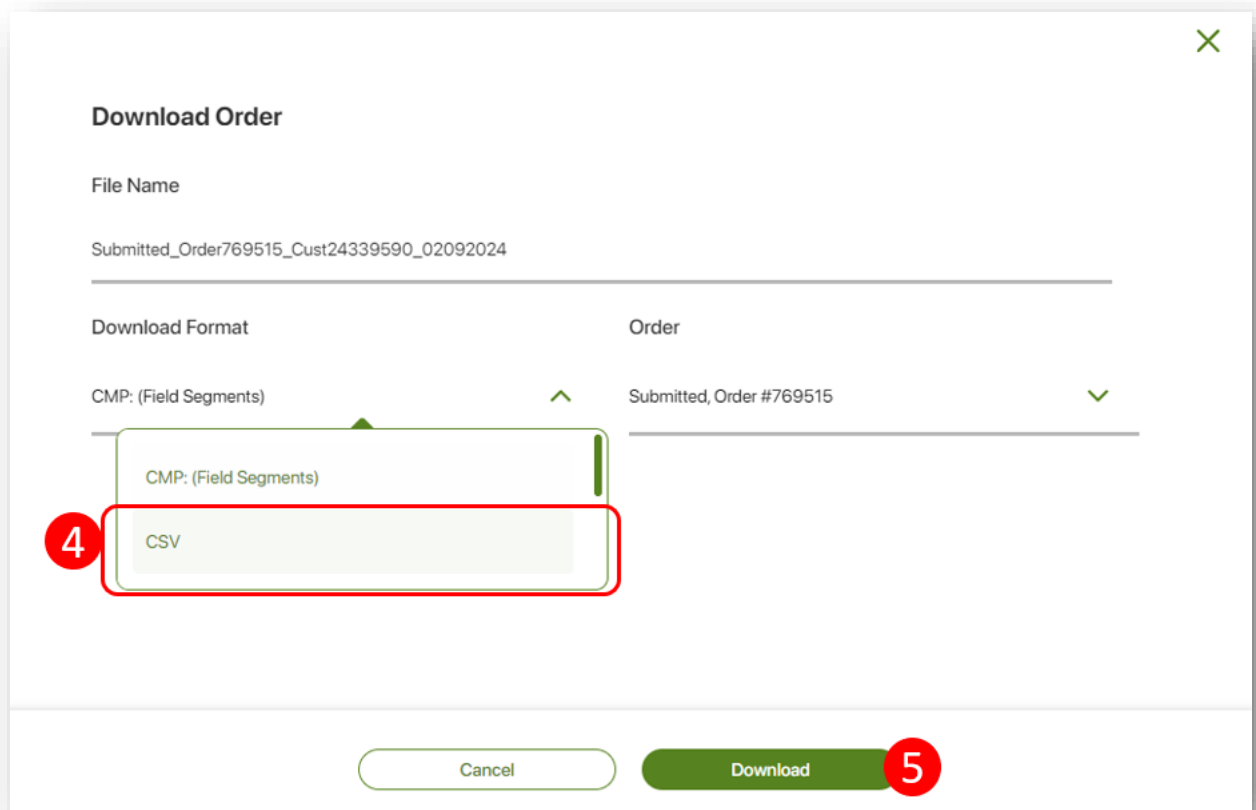 Download Order
File Name
Submitted_Order769515_Cust24339590_02092024
Download Format
Order
CMP: (Field Segments)
Submitted, Order #769515
CMP: (Field Segments)
4
CSV
Cancel
Download
5